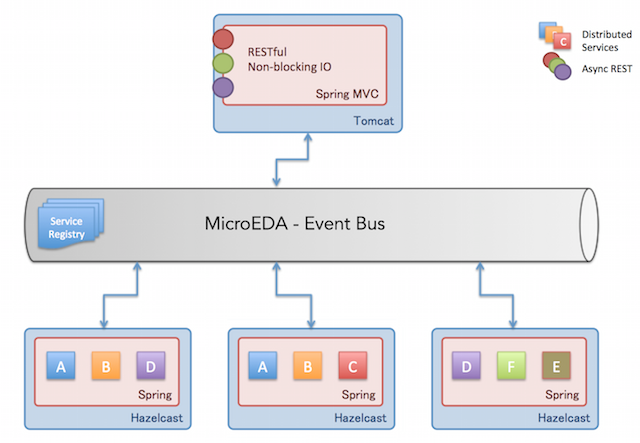 RESTful
Non-blocking IO
Spring MVC
Tomcat
C
Distributed
Services
Async REST
Service
Registry
MicroEDA - Event Bus
A
B
D
Spring
Hazelcast
A
B
C
Spring
Hazelcast
D
F
E
Spring
Hazelcast